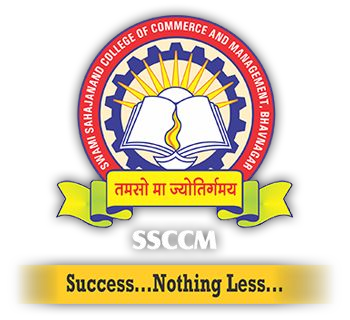 SWAMI SAHAJANAND COLLEGE OF COMMERCE AND MANAGEMENT, BHAVNAGAR
तमसो मा ज्योतिर्गमय
SSCCM
Success...Nothing Less...